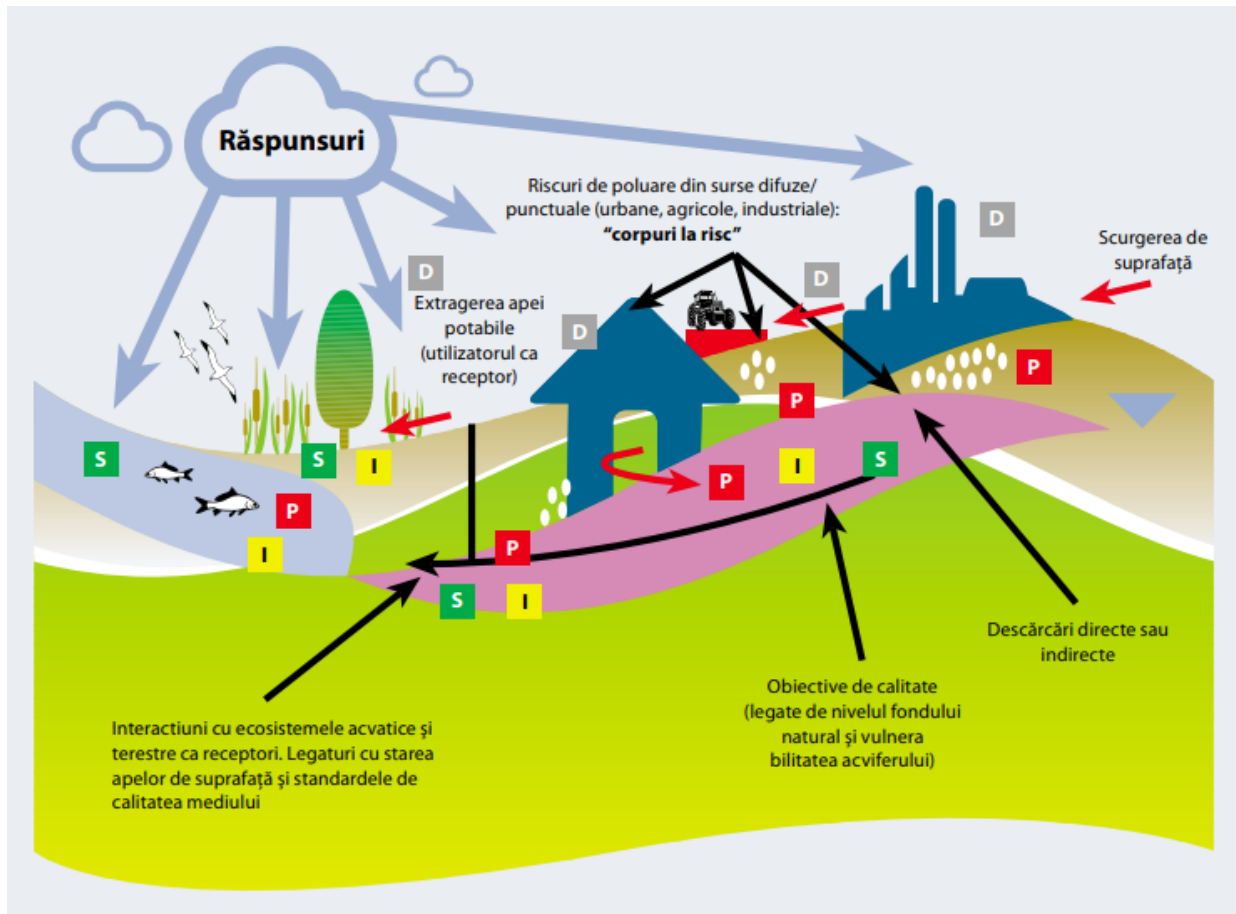 Răspunsuri
Riscuri de poluare din surse difuze/
punctuale (urbane, agricole, industriale):
“corpuri la risc”
D
Scurgerea de
suprafață
D
D
Extragerea apei
potabile
(utilizatorul ca
receptor)
D
P
P
S
S
I
I
S
P
P
I
P
S
I
Descărcări directe sau
indirecte
Obiective de calitate
(legate de nivelul fondului
natural și vulnera
bilitatea acviferului)
Interactiuni cu ecosistemele acvatice și
terestre ca receptori. Legaturi cu starea
apelor de suprafață și standardele de
calitatea mediului